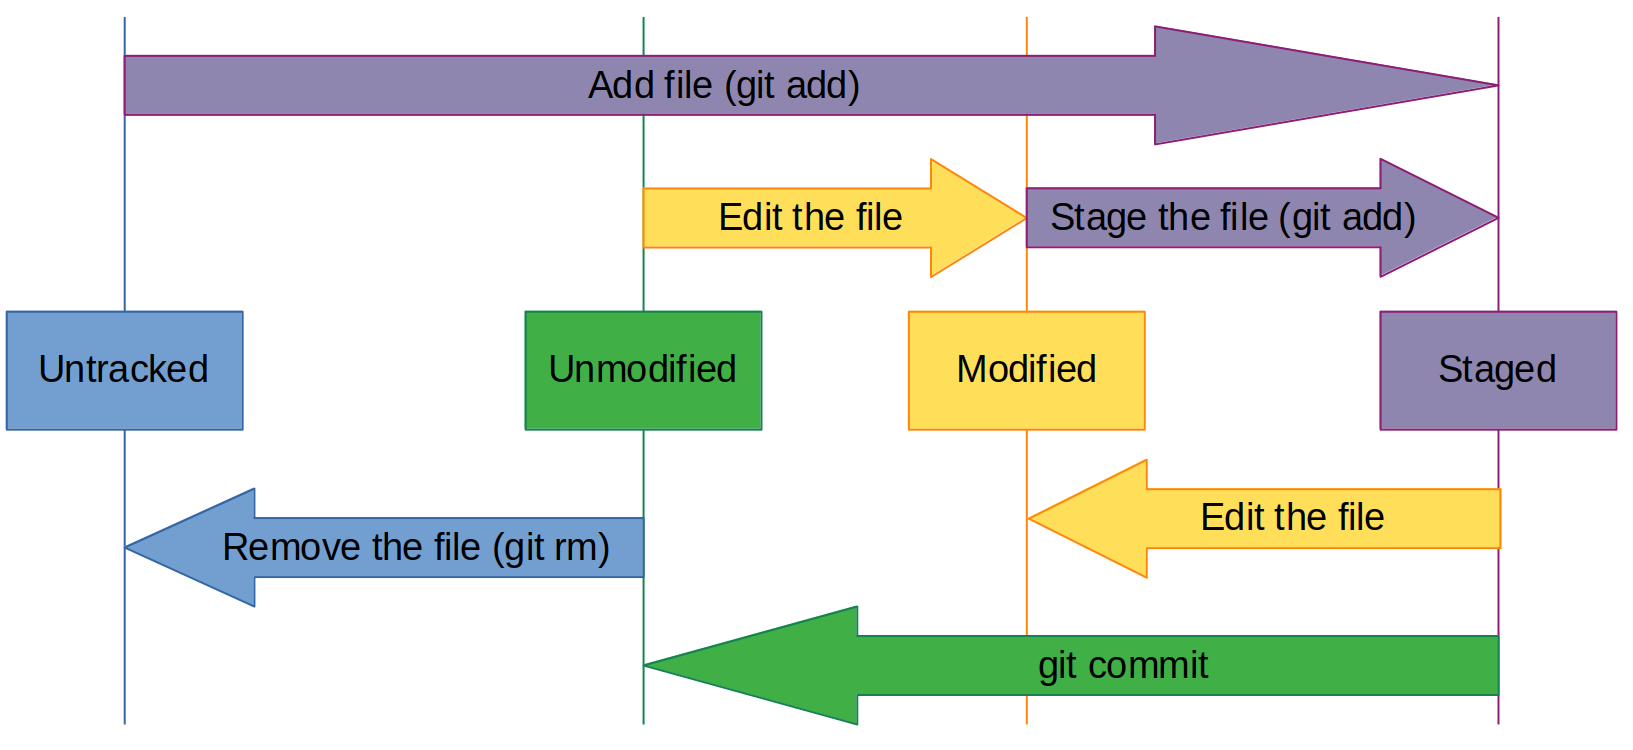 Add file (git add)
Edit the file
Stage the file (git add)
Untracked
Unmodified
Modified
Staged
Edit the file
Remove the file (git rm)
git commit